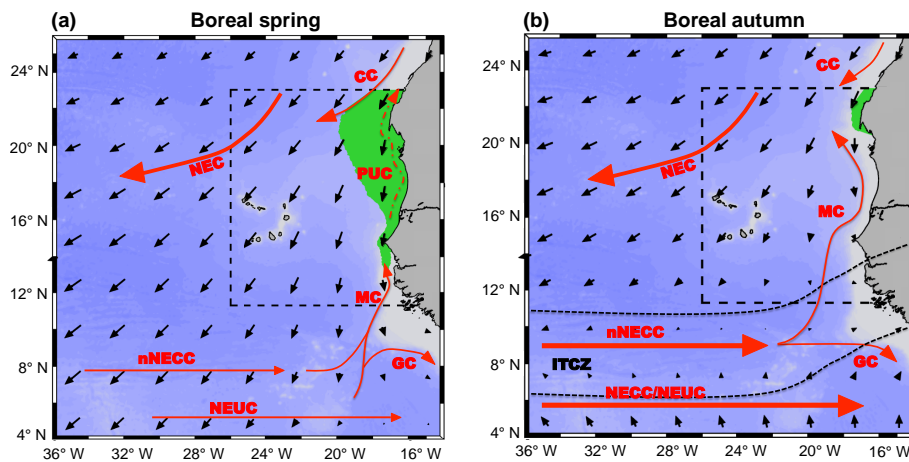 (a) Boreal spring
(b) Boreal autumn
24° N
20° N
16° N
12° N
8° N
4° N
36° W 32° W 28° W 24° W 20° W 16° W
CC
NEC
PUC
MC
nNECC
GC
NEUC
24° N
20° N
16° N
12° N
8° N
4° N
36° W 32° W 28° W 24° W 20° W 16° W
CC
NEC
MC
nNECC
ITCZ
GC
NECC/NEUC